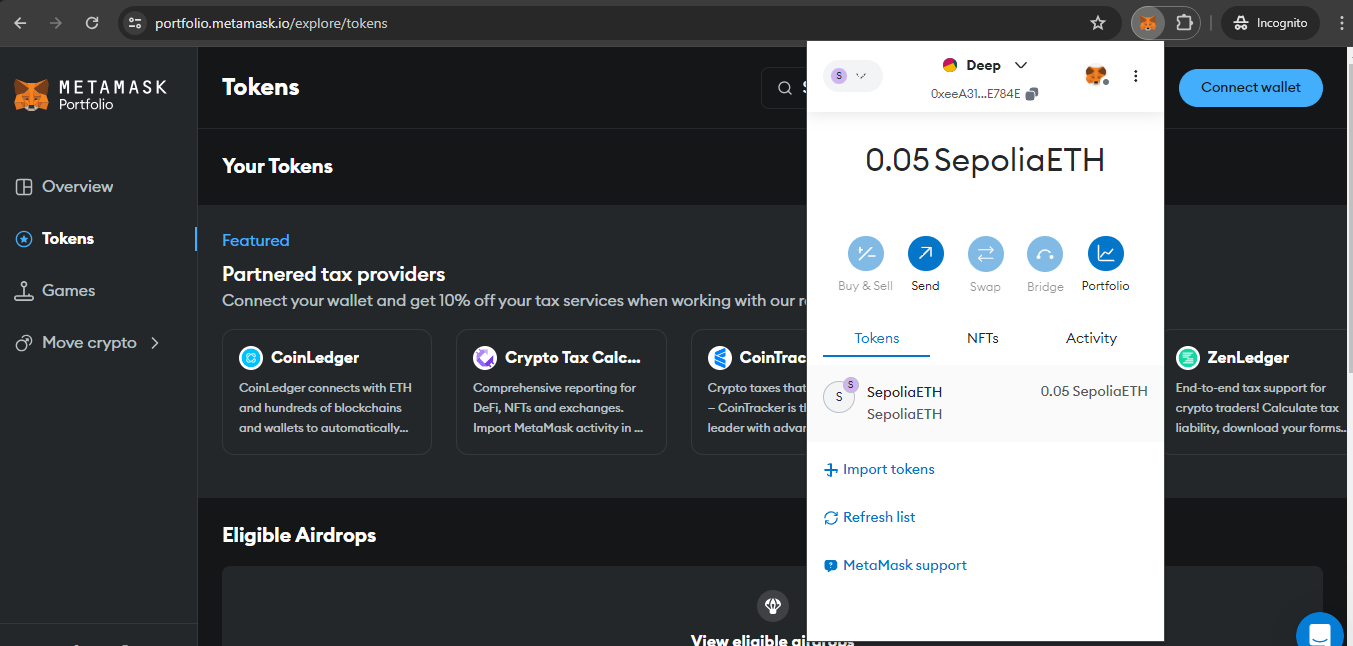 portfolio.metamask.io/explore/tokens
Incognito
METAMASK
Portfolio
Overview
Tokens
Games
Move crypto
Tokens
Connect wallet
Your Tokens
Featured
Partnered tax providers
Connect your wallet and get 10% off your tax services when working with our
CoinLedger
CoinLedger connects with ETH
and hundreds of blockchains
and wallets to automatically...
Crypto Tax Calc...
Comprehensive reporting for
DeFi, NFTs and exchanges.
Import MetaMask activity in ...
CoinTrac
Crypto taxes that
– CoinTracker is th
leader with advan
ZenLedger
End-to-end tax support for
crypto traders! Calculate tax
liability, download your forms..
Eligible Airdrops
View eligible airdrops
S
Deep
0xeeA31...E784E
0.05 SepoliaETH
Buy & Sell
Send
Swap
Bridge
Portfolio
Tokens
NFTs
Activity
S
S
SepoliaETH
SepoliaETH
0.05 SepoliaETH
Import tokens
Refresh list
MetaMask support